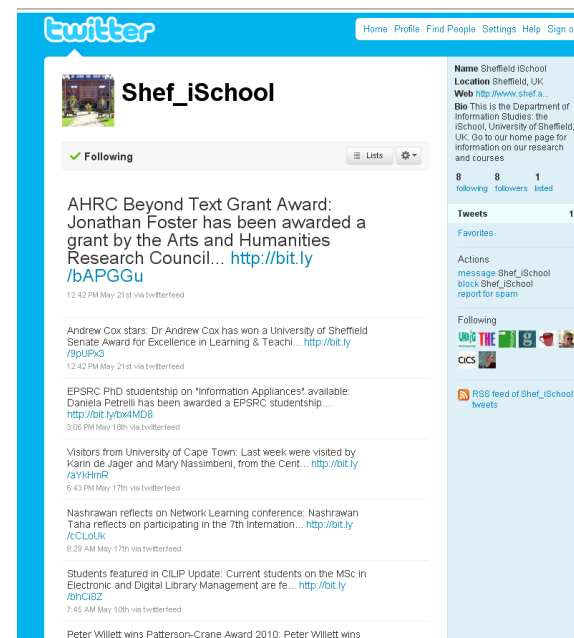 twitter
Home Profile Find People Settings Help Sign o
Shef_iSchool
Following
Lists
AHRC Beyond Text Grant Award:
Jonathan Foster has been awarded a
grant by the Arts and Humanities
Research Council... http://bit.ly
/bAPGGu
12:42 PM May 21st via twitterfeed
Andrew Cox stars: Dr Andrew Cox has won a University of Sheffield
Senate Award for Excellence in Learning & Teachi... http://bit.ly
/9pUPx3
12:42 PM May 21st via twitterfeed
EPSRC PhD studentship on "Information Appliances" available:
Daniela Petrelli has been awarded a EPSRC studentship...
http://bit.ly/bx4MD8
3:06 PM May 18th via twitterfeed
Visitors from University of Cape Town: Last week were visited by
Karin de Jager and Mary Nassimbeni, from the Cent... http://bit.ly
/aYkHmR
6:43 PM May 17th via twitterfeed
Nashrawan reflects on Network Learning conference: Nashrawan
Taha reflects on participating in the 7th Internation... http://bit.ly
/cCLoUk
8:29 AM May 17th via twitterfeed
Students featured in CILIP Update: Current students on the MSc in
Electronic and Digital Library Management are fe... http://bit.ly
/bhCi8Z
7:45 AM May 10th via twitterfeed
Peter Willett wins Patterson-Crane Award 2010: Peter Willett wins
Name Sheffield iSchool
Location Sheffield, UK
Web http://www.shef.a...
Bio This is the Department of
Information Studies: the
iSchool, University of Sheffield,
UK. Go to our home page for
information on our research
and courses
8 8 1
following followers listed
Tweets 1
Favorites
Actions
message Shef_iSchool
block Shef_iSchool
report for spam
Following
THE g
CiCS
RSS feed of Shef_iSchool
tweets